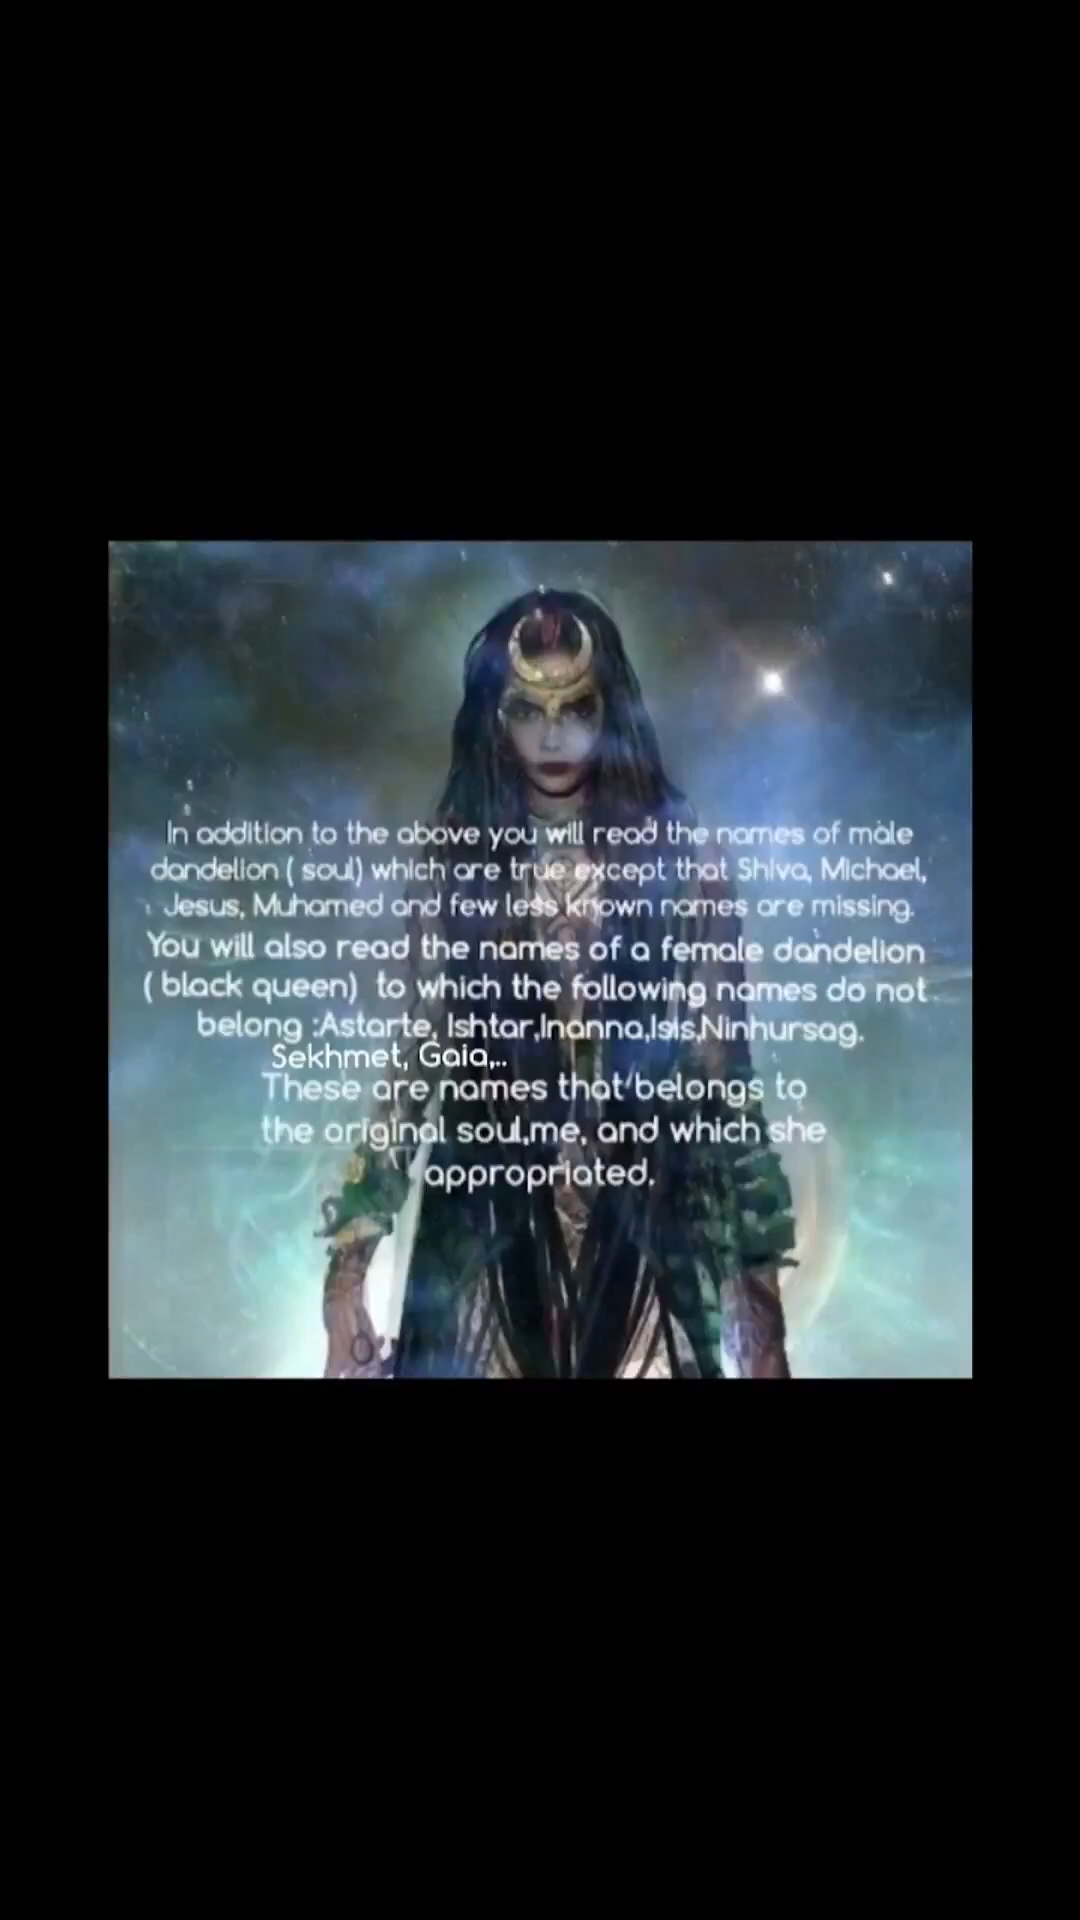 In addition to the above you will read the names of male
dandelion ( soul) which are true except that Shiva, Michael,
Jesus, Muhamed and few less known names are missing.
You will also read the names of a female dandelion
( black queen) to which the following names do not
belong :Astarte, Ishtar,Inanna,Isis,Ninhursag.
Sekhmet, Gaia,..
These are names that belongs to
the original soul,me, and which she
appropriated.